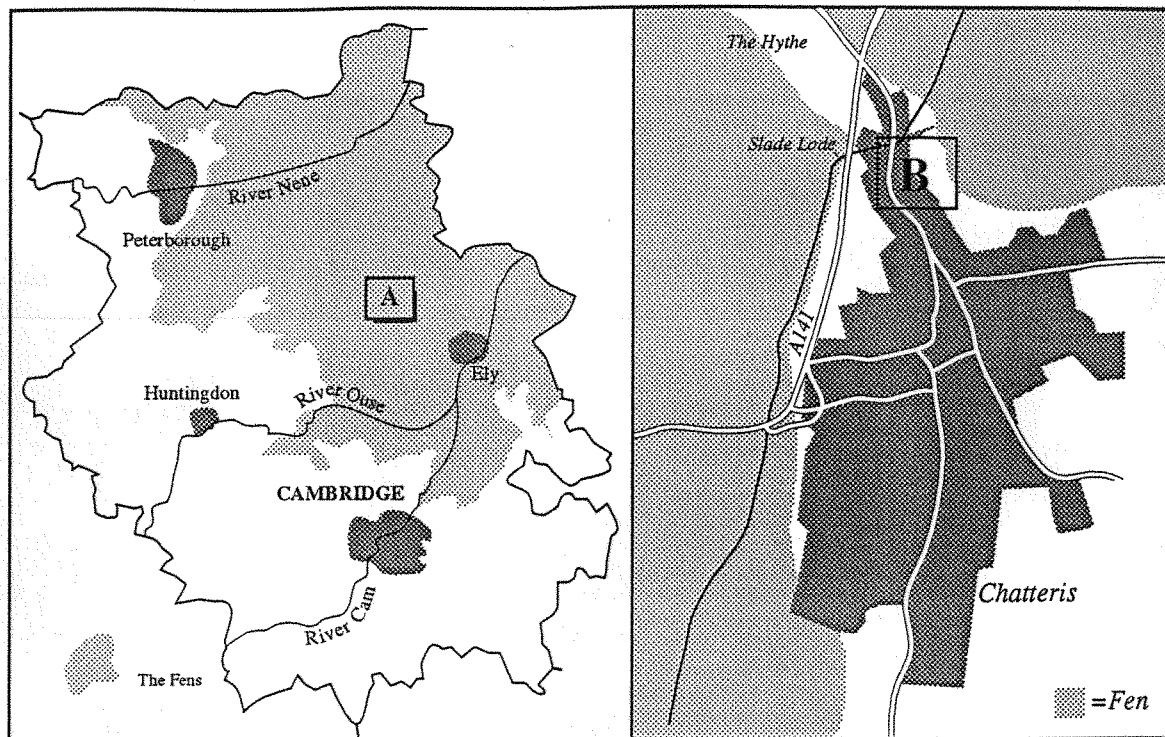 River Nene
Peterborough
A
Ely
Huntingdon
River Ouse
CAMBRIDGE
River Cam
The Fens
The Hythe
Slade Lode
B
A141
Chatteris
=Fen